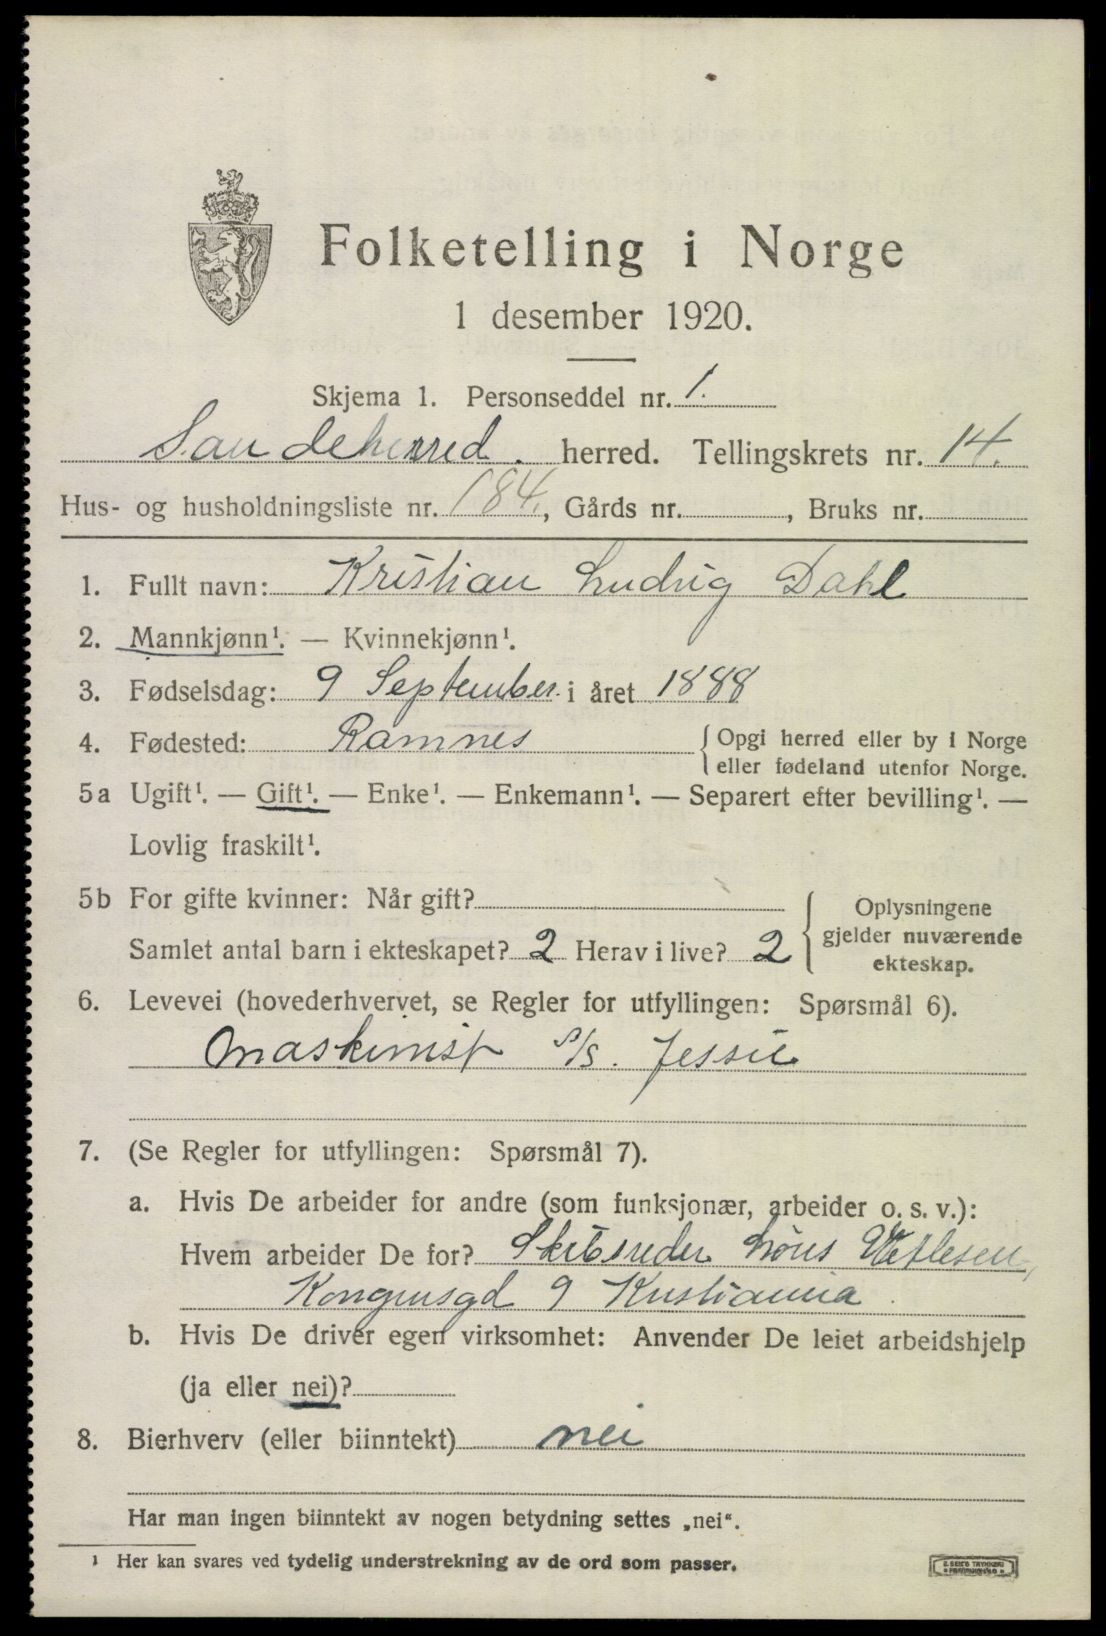 Folketelling i Norge
1 desember 1920.
Skjema 1. Personseddel nr. 1.
Sandeherred. herred. Tellingskrets nr. 14.
Hus- og husholdningsliste nr. 184., Gårds nr. , Bruks nr.
1. Fullt navn: Kristian Ludvig Dahl
2. Mannkjønn¹. — Kvinnekjønn¹.
3. Fødselsdag: 9 September i året 1888
4. Fødested: Ramnes { Opgi herred eller by i Norge
eller fødeland utenfor Norge.
5a Ugift¹. — Gift¹. — Enke¹. — Enkemann¹. — Separert efter bevilling¹. —
Lovlig fraskilt¹.
5b For gifte kvinner: Når gift?
Samlet antal barn i ekteskapet? 2 Herav i live? 2
Oplysningene
gjelder nuværende
ekteskap.
6. Levevei (hovederhvervet, se Regler for utfyllingen: Spørsmål 6).
Maskinist s/s. Jessie
7. (Se Regler for utfyllingen: Spørsmål 7).
a. Hvis De arbeider for andre (som funksjonær, arbeider o. s. v.):
Hvem arbeider De for? Skibsreder Vetlesen,
Kongensgd 9 Kristiania
b. Hvis De driver egen virksomhet: Anvender De leiet arbeidshjelp
(ja eller nei)?
8. Bierhverv (eller biinntekt) nei
Har man ingen biinntekt av nogen betydning settes „nei“.
¹ Her kan svares ved tydelig understrekning av de ord som passer.